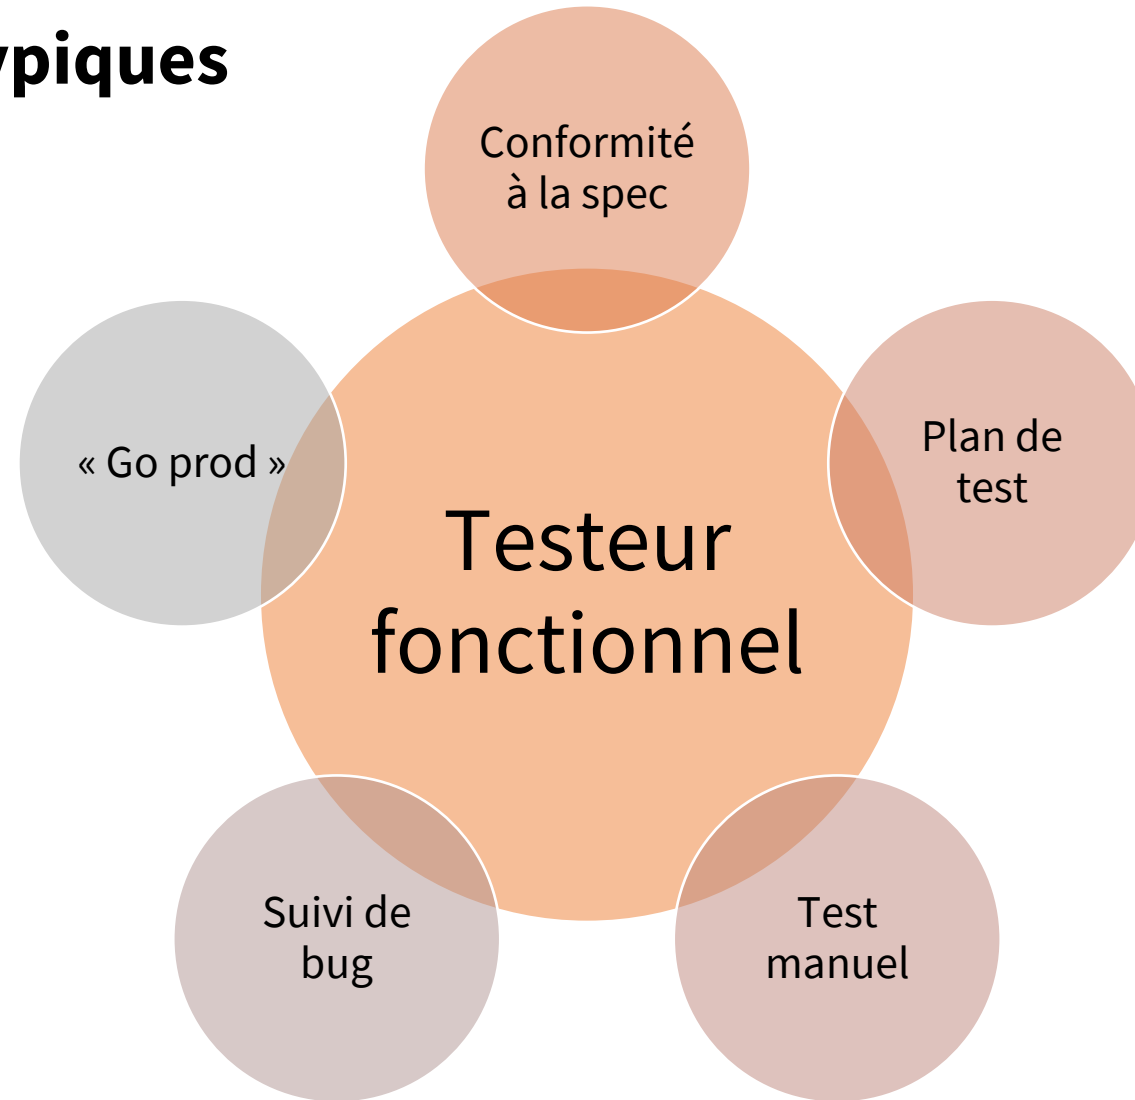 ypiques
Conformité
à la spec
« Go prod »
Plan de
test
Testeur
fonctionnel
Suivi de
bug
Test
manuel